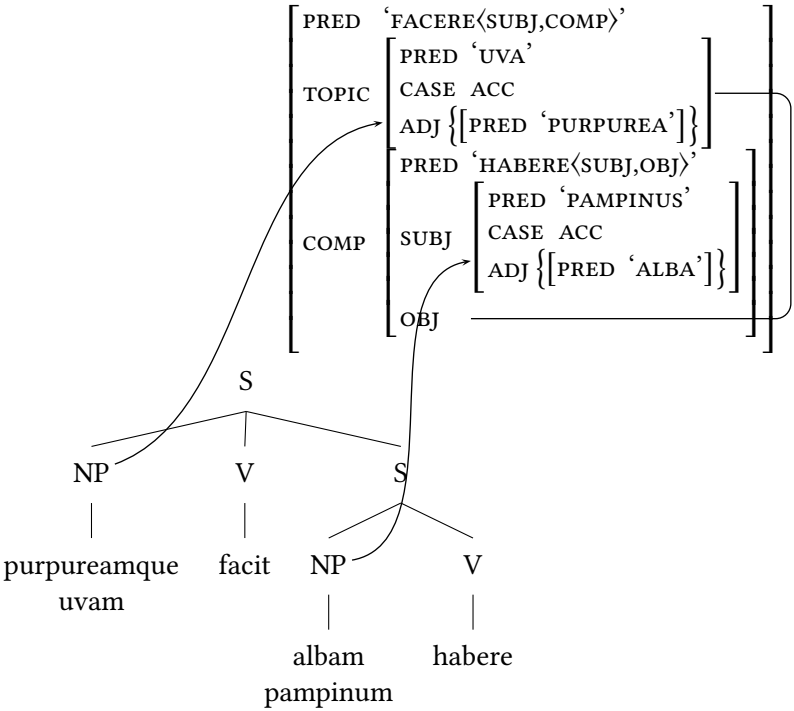 PRED ‘FACERE⟨SUBJ,COMP⟩’
PRED ‘UVA’
TOPIC CASE ACC
ADJ {[PRED ‘PURPUREA’]}
PRED ‘HABERE⟨SUBJ,OBJ⟩’
PRED ‘PAMPINUS’
COMP SUBJ CASE ACC
ADJ {[PRED ‘ALBA’]}
OBJ
S
NP V S
purpureamque facit NP V
uvam
albam habere
pampinum